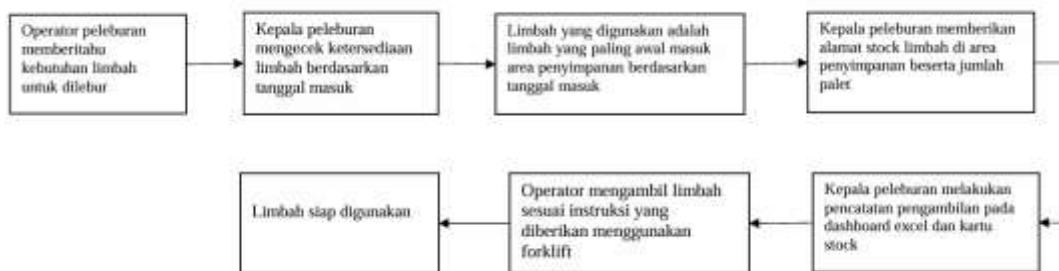 Operator peleburan
memberitahu
kebutuhan limbah
untuk dilebur
Kepala peleburan
mengecek ketersediaan
limbah berdasarkan
tanggal masuk
Limbah yang digunakan adalah
limbah yang paling awal masuk
area penyimpanan berdasarkan
tanggal masuk
Kepala peleburan memberikan
alamat stock limbah di area
penyimpanan beserta jumlah
palet
Kepala peleburan melakukan
pencatatan pengambilan pada
dashboard excel dan kartu
stock
Operator mengambil limbah
sesuai instruksi yang
diberikan menggunakan
forklift
Limbah siap digunakan